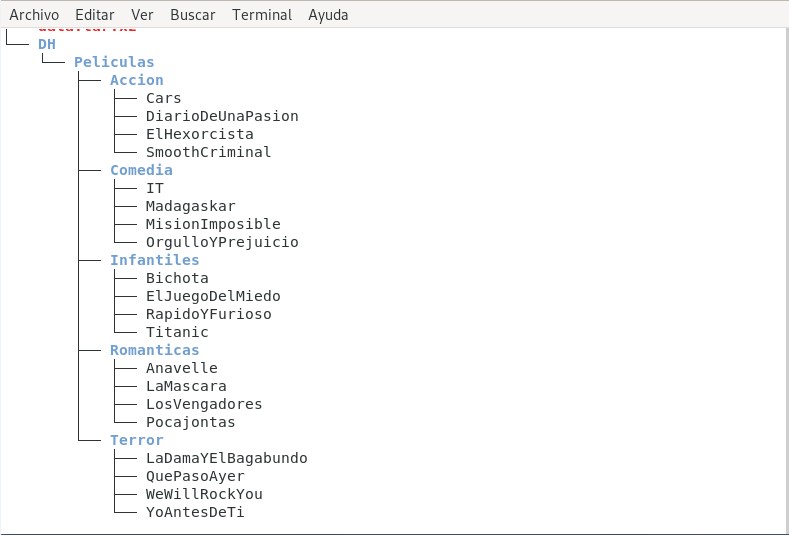 Archivo Editar Ver Buscar Terminal Ayuda
DH
Peliculas
Accion
Cars
DiarioDeUnaPasion
ElHexorcista
SmoothCriminal
Comedia
IT
Madagaskar
MisionImposible
OrgulloYPrejuicio
Infantiles
Bichota
ElJuegoDelMiedo
RapidoYFurioso
Titanic
Romanticas
Anavelle
LaMascara
LosVengadores
Pocajontas
Terror
LaDamaYElBagabundo
QuePasoAyer
WeWillRockYou
YoAntesDeTi